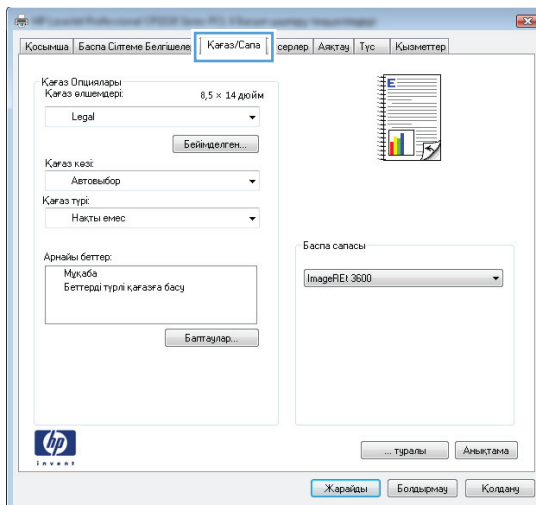 Қосымша Баспа Сілтеме Белгішеле Қағаз/Сапа серлер Аяқтау Түс Қызметтер
Қағаз Опциялары
Қағаз өлшемдері: 8,5 × 14 дюйм
Legal
Бейімделген...
Қағаз көзі:
Автовыбор
Қағаз түрі:
Нақты емес
Арнайы беттер:
Мұқаба
Беттерді түрлі қағазға басу
Баптаулар...
E
Баспа сапасы
ImageREt 3600
hp
invent
... туралы Анықтама
Жарайды Болдырмау Қолдану